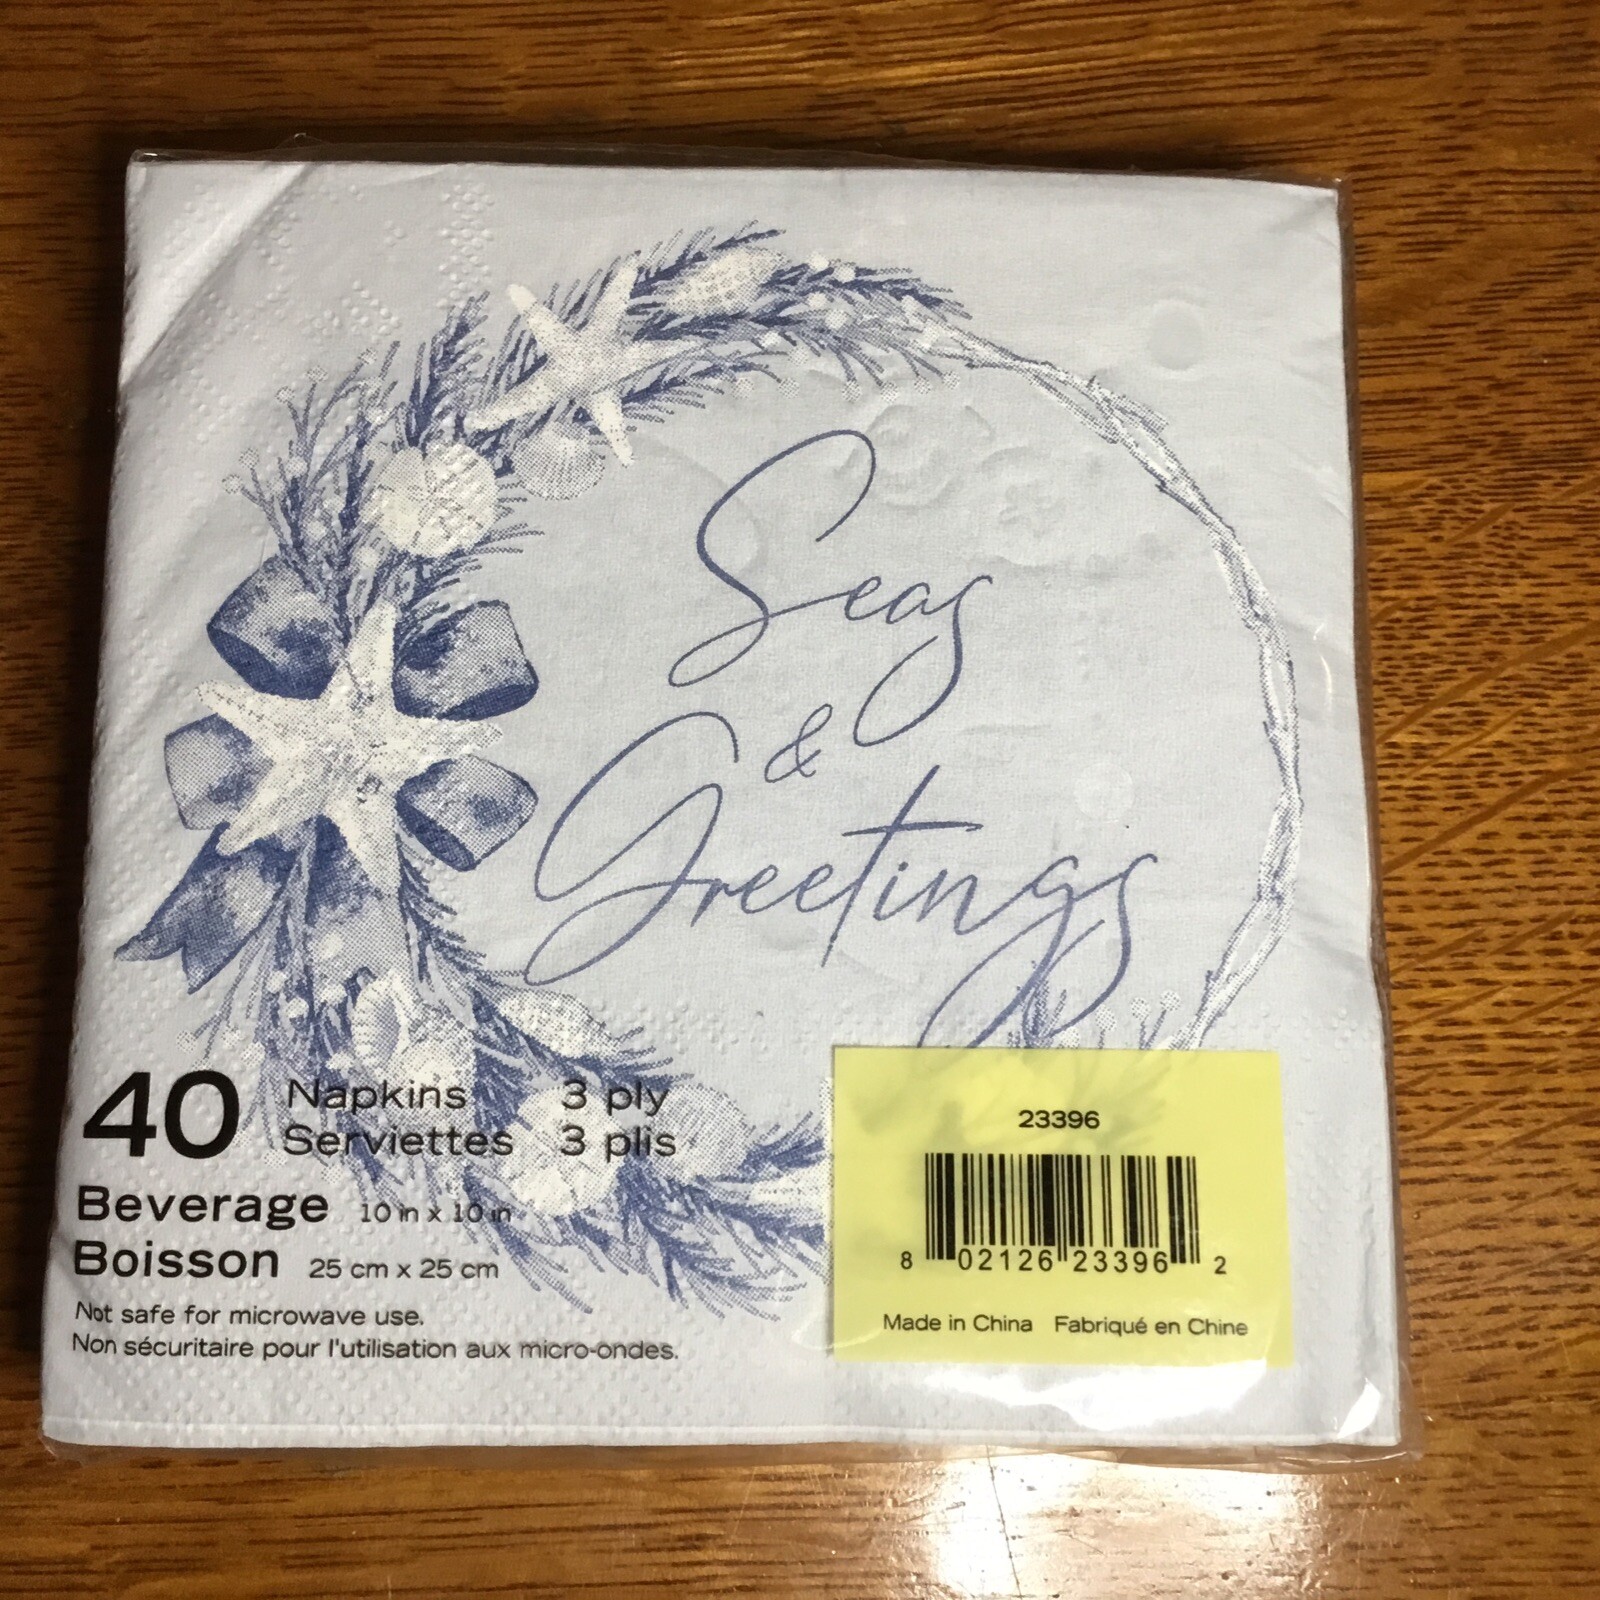 Seas
&
Greetings
40 Napkins 3 ply
Serviettes 3 plis
Beverage 10 in x 10 in
Boisson 25 cm x 25 cm
Not safe for microwave use.
Non sécuritaire pour l'utilisation aux micro-ondes.
23396
8 02126 23396 2
Made in China Fabriqué en Chine